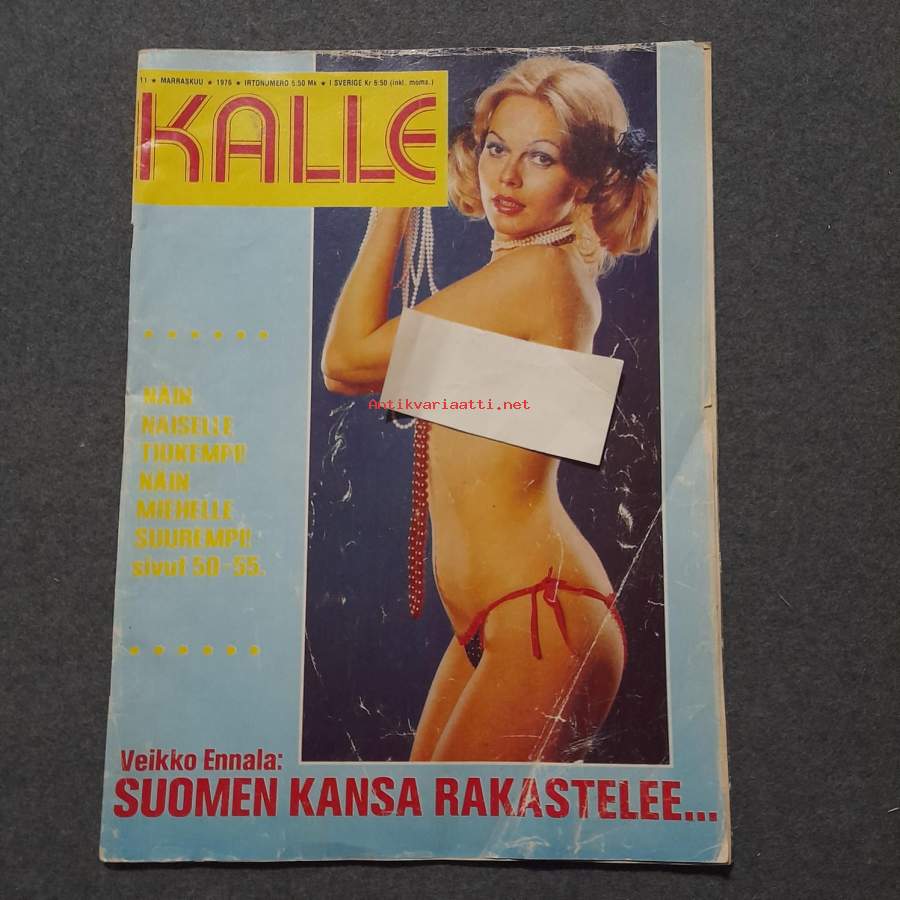 11 ★ MARRASKUU ★ 1976 ★ IRTONUMERO 5:50 Mk ★ I SVERIGE Kr 6:50 (inkl. moms.)
KALLE
NÄIN
NAISELLE
TIUKEMPI!
NÄIN
MIEHELLE
SUUREMPI!
sivut 50-55.
Antikvariaatti.net
Veikko Ennala:
SUOMEN KANSA RAKASTELEE...